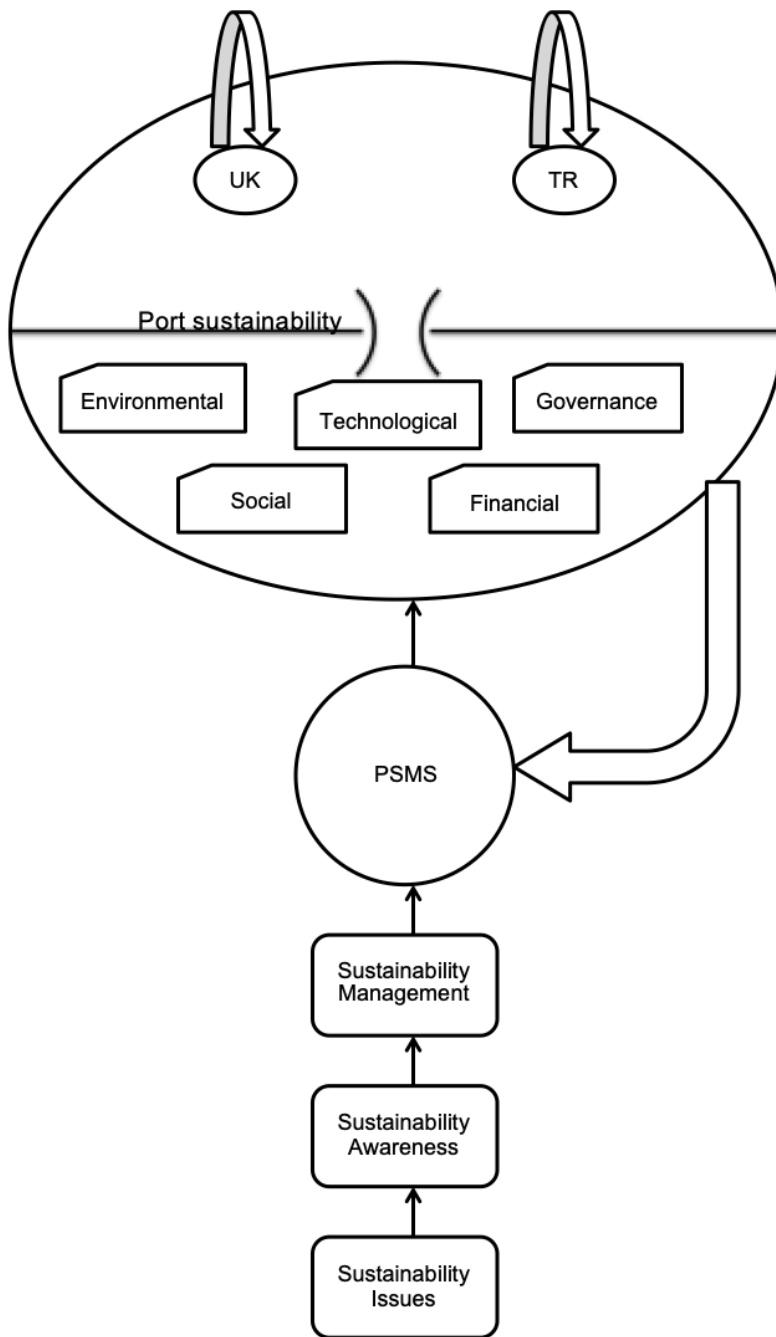 UK
TR
Port sustainability
Environmental
Technological
Governance
Social
Financial
PSMS
Sustainability
Management
Sustainability
Awareness
Sustainability
Issues